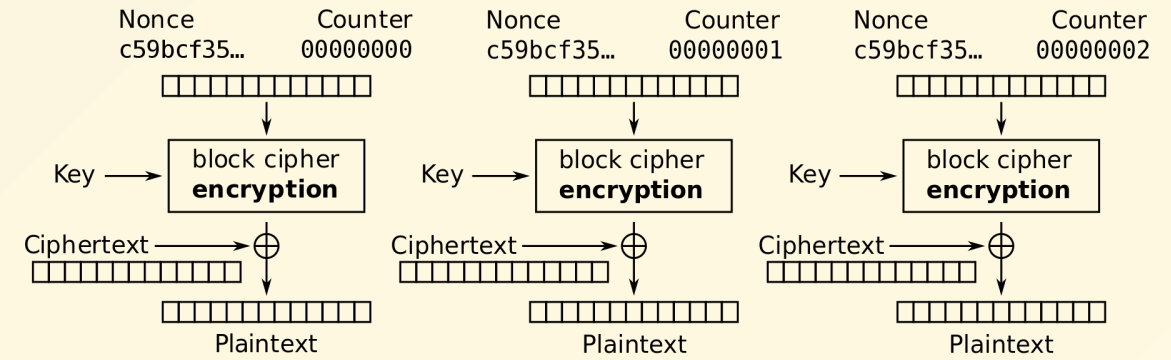 Nonce Counter Nonce Counter Nonce Counter
c59bcf35… 00000000 c59bcf35… 00000001 c59bcf35… 00000002
block cipher block cipher block cipher
Key Key Key
encryption encryption encryption
Ciphertext Ciphertext Ciphertext
Plaintext Plaintext Plaintext